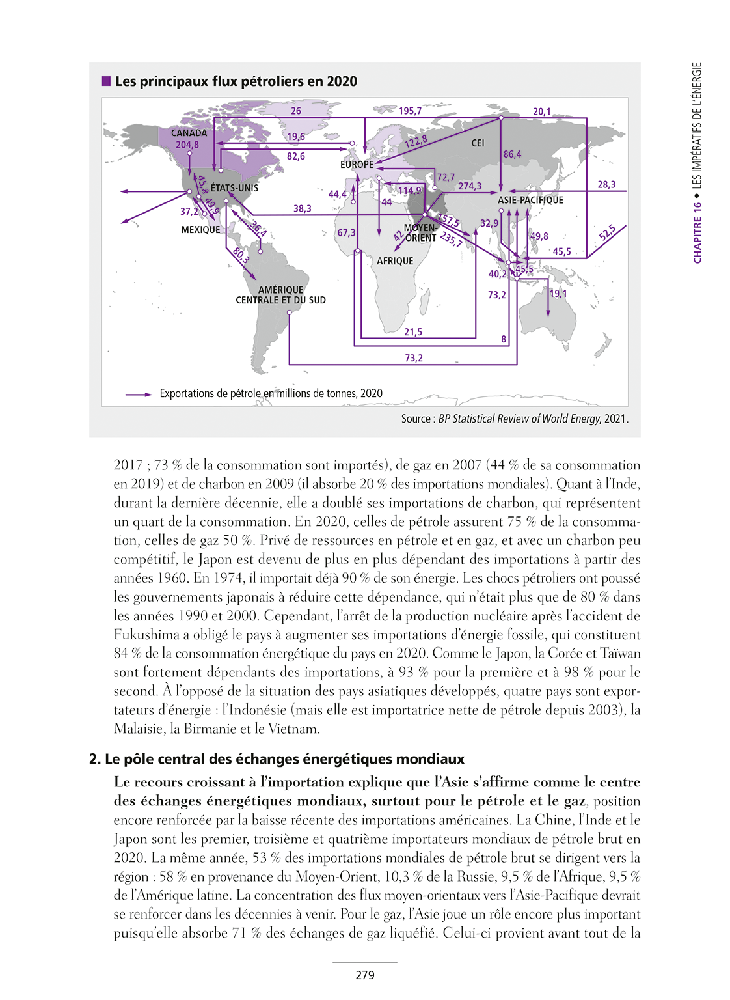 CHAPITRE 16 • LES IMPÉRATIFS DE L'ÉNERGIE
Les principaux flux pétroliers en 2020
26
195,7
20,1
CANADA
204,8
19,6
82,6
122,8
CEI
86,4
EUROPE
72,7
45,8
ÉTATS-UNIS
49,9
44,4
114,9
44
274,3
28,3
ASIE-PACIFIQUE
37,2
38,3
MEXIQUE
36,4
67,3
42
MOYEN-
ORIENT
157,5
235,7
32,9
49,8
52,5
80,3
AFRIQUE
45,5
40,2
45,5
AMÉRIQUE
CENTRALE ET DU SUD
73,2
19,1
21,5
8
73,2
Exportations de pétrole en millions de tonnes, 2020
Source : BP Statistical Review of World Energy, 2021.
2017 ; 73 % de la consommation sont importés), de gaz en 2007 (44 % de sa consommation
en 2019) et de charbon en 2009 (il absorbe 20 % des importations mondiales). Quant à l'Inde,
durant la dernière décennie, elle a doublé ses importations de charbon, qui représentent
un quart de la consommation. En 2020, celles de pétrole assurent 75 % de la consomma-
tion, celles de gaz 50 %. Privé de ressources en pétrole et en gaz, et avec un charbon peu
compétitif, le Japon est devenu de plus en plus dépendant des importations à partir des
années 1960. En 1974, il importait déjà 90 % de son énergie. Les chocs pétroliers ont poussé
les gouvernements japonais à réduire cette dépendance, qui n'était plus que de 80 % dans
les années 1990 et 2000. Cependant, l'arrêt de la production nucléaire après l'accident de
Fukushima a obligé le pays à augmenter ses importations d'énergie fossile, qui constituent
84 % de la consommation énergétique du pays en 2020. Comme le Japon, la Corée et Taïwan
sont fortement dépendants des importations, à 93 % pour la première et à 98 % pour le
second. À l'opposé de la situation des pays asiatiques développés, quatre pays sont expor-
tateurs d'énergie : l'Indonésie (mais elle est importatrice nette de pétrole depuis 2003), la
Malaisie, la Birmanie et le Vietnam.
2. Le pôle central des échanges énergétiques mondiaux
Le recours croissant à l'importation explique que l'Asie s'affirme comme le centre
des échanges énergétiques mondiaux, surtout pour le pétrole et le gaz, position
encore renforcée par la baisse récente des importations américaines. La Chine, l'Inde et le
Japon sont les premier, troisième et quatrième importateurs mondiaux de pétrole brut en
2020. La même année, 53 % des importations mondiales de pétrole brut se dirigent vers la
région : 58 % en provenance du Moyen-Orient, 10,3 % de la Russie, 9,5 % de l'Afrique, 9,5 %
de l'Amérique latine. La concentration des flux moyen-orientaux vers l'Asie-Pacifique devrait
se renforcer dans les décennies à venir. Pour le gaz, l'Asie joue un rôle encore plus important
puisqu'elle absorbe 71 % des échanges de gaz liquéfié. Celui-ci provient avant tout de la
279